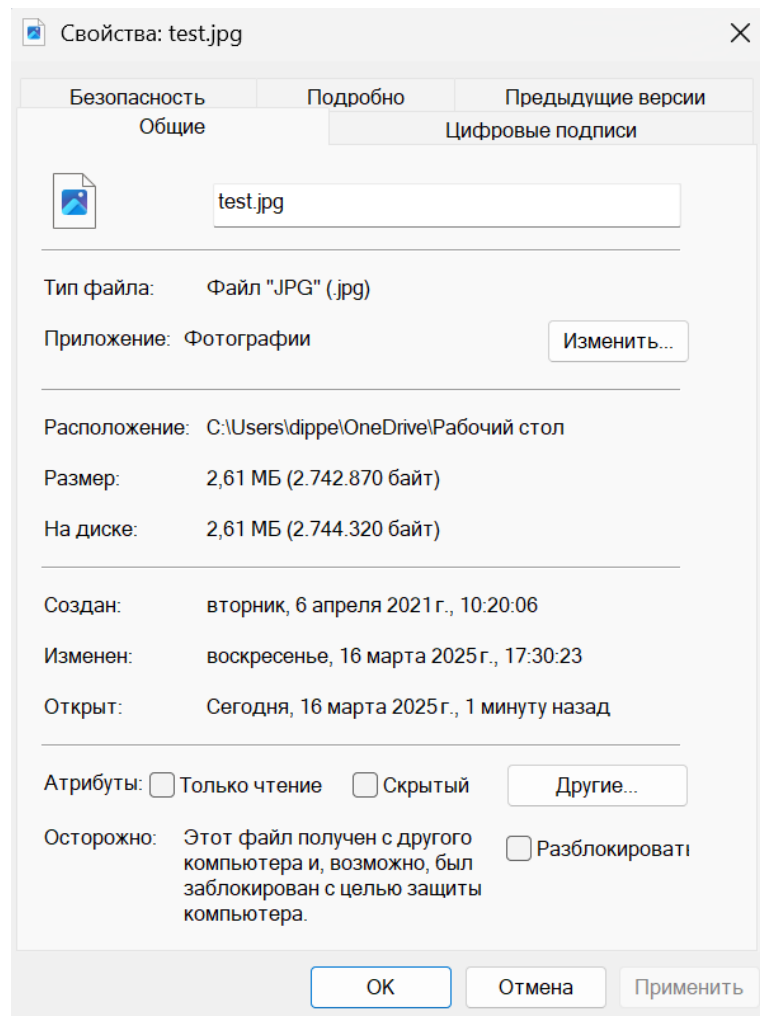 Свойства: test.jpg
Безопасность Подробно Предыдущие версии
Общие Цифровые подписи
test.jpg
Тип файла: Файл "JPG" (.jpg)
Приложение: Фотографии Изменить...
Расположение: C:\Users\dippe\OneDrive\Рабочий стол
Размер: 2,61 МБ (2.742.870 байт)
На диске: 2,61 МБ (2.744.320 байт)
Создан: вторник, 6 апреля 2021 г., 10:20:06
Изменен: воскресенье, 16 марта 2025 г., 17:30:23
Открыт: Сегодня, 16 марта 2025 г., 1 минуту назад
Атрибуты: Только чтение Скрытый Другие...
Осторожно: Этот файл получен с другого
компьютера и, возможно, был
заблокирован с целью защиты
компьютера.
Разблокировать
OK Отмена Применить